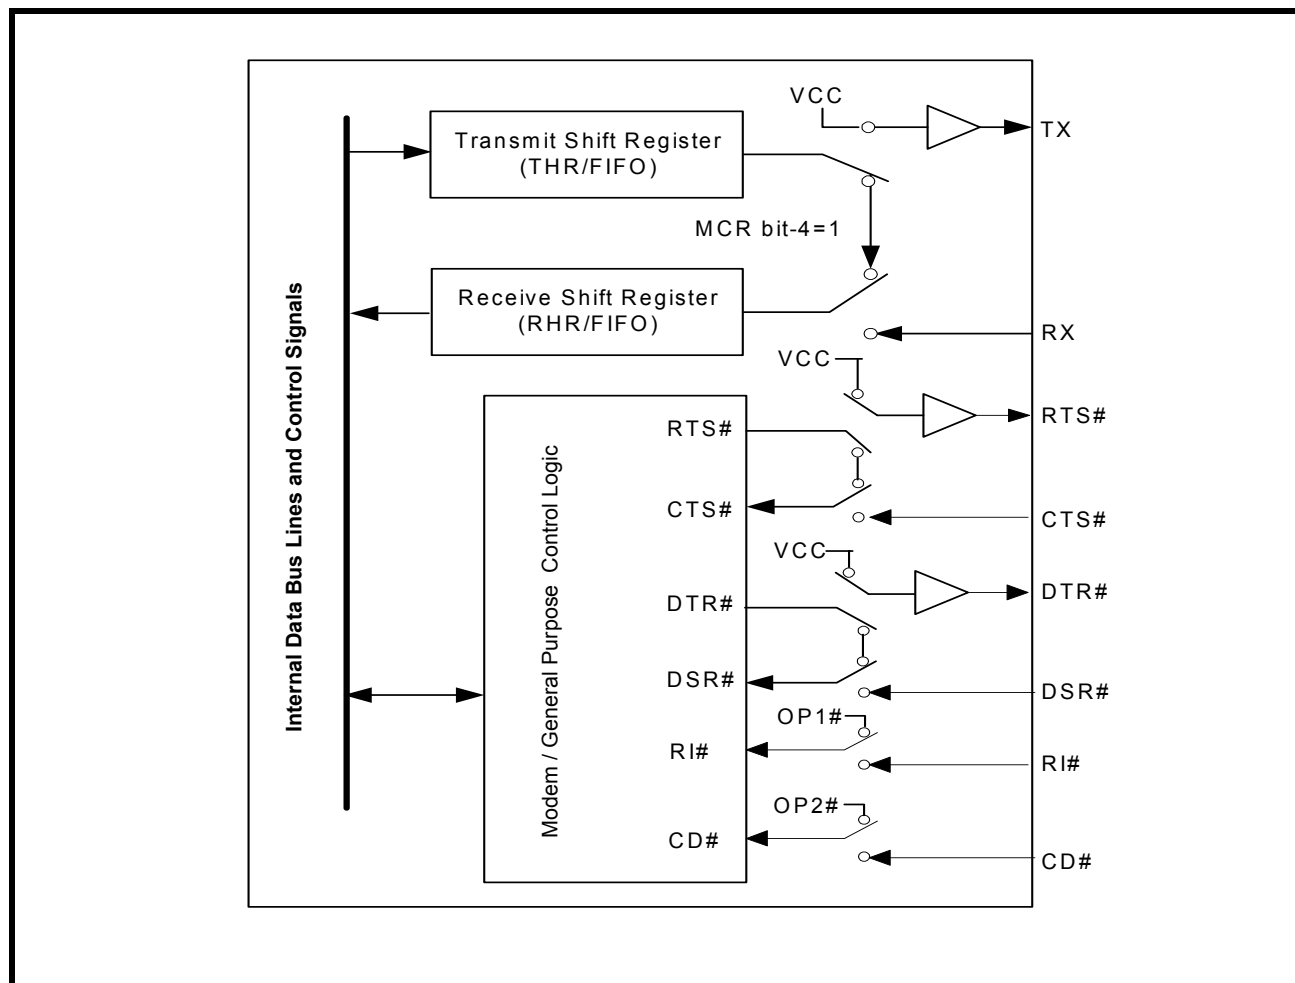 VCC
TX
Transmit Shift Register
(THR/FIFO)
MCR bit-4=1
Receive Shift Register
(RHR/FIFO)
RX
Internal Data Bus Lines and Control Signals
VCC
RTS#
RTS#
Modem / General Purpose Control Logic
CTS#
CTS#
VCC
DTR#
DTR#
DSR#
DSR#
OP1#
RI#
RI#
OP2#
CD#
CD#